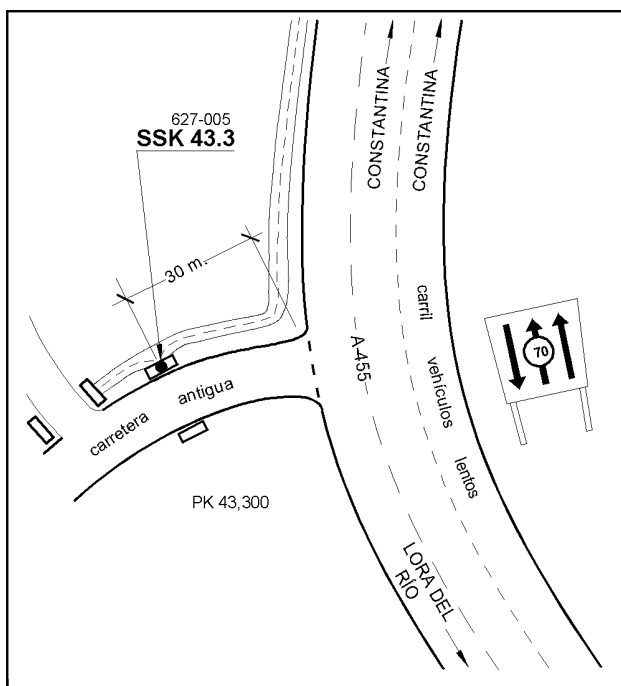 627-005
SSK 43.3
30 m.
CONSTANTINA
CONSTANTINA
carril vehículos lentos
A-455
70
carretera antigua
PK 43,300
LORA DEL
RÍO